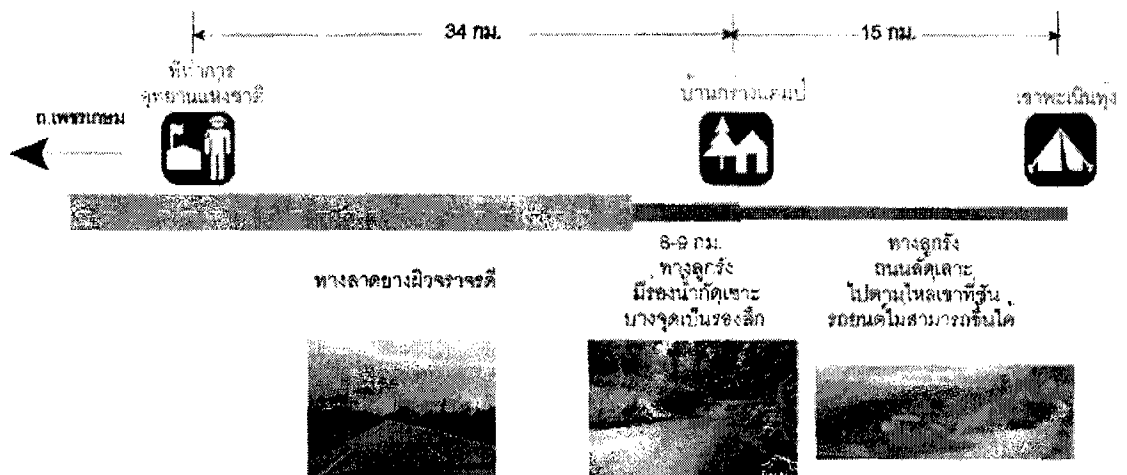 34 กม.
15 กม.
ที่ทำการ
อุทยานแห่งชาติ
บ้านกร่างแคมป์
เขาพะเนินทุ่ง
ถ.เพชรเกษม
ทางลาดยางผิวจราจรดี
8-9 กม.
ทางลูกรัง
มีร่องน้ำกัดเซาะ
บางจุดเป็นร่องลึก
ทางลูกรัง
ถนนลัดเลาะ
ไปตามไหล่เขาที่ชัน
รถยนต์ไม่สามารถขึ้นได้